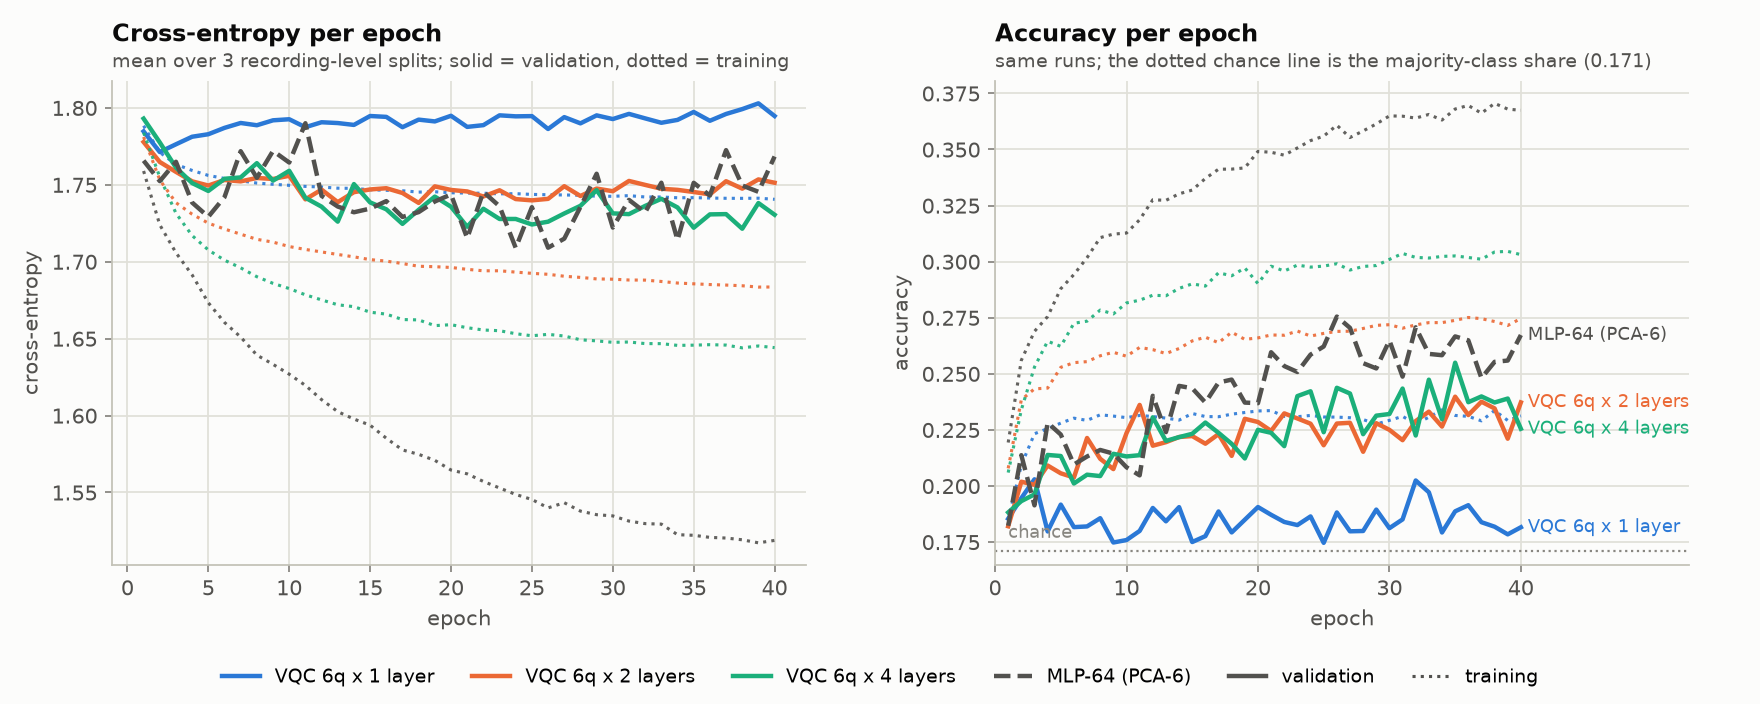 Cross-entropy per epoch
mean over 3 recording-level splits; solid = validation, dotted = training
1.80
1.75
1.70
1.65
1.60
1.55
cross-entropy
0 5 10 15 20 25 30 35 40
epoch
Accuracy per epoch
same runs; the dotted chance line is the majority-class share (0.171)
0.375
0.350
0.325
0.300
0.275
0.250
0.225
0.200
0.175
accuracy
MLP-64 (PCA-6)
VQC 6q x 2 layers
VQC 6q x 4 layers
VQC 6q x 1 layer
chance
0 10 20 30 40
epoch
VQC 6q x 1 layer VQC 6q x 2 layers VQC 6q x 4 layers MLP-64 (PCA-6) validation training